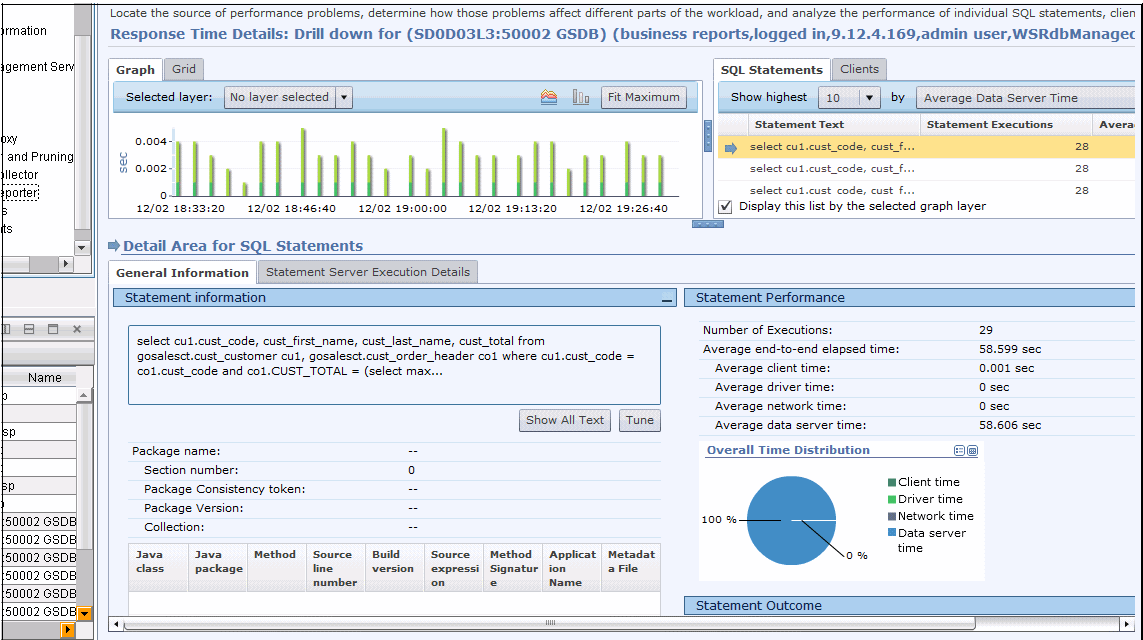 Locate the source of performance problems, determine how those problems affect different parts of the workload, and analyze the performance of individual SQL statements, clien
Response Time Details: Drill down for (SD0D03L3:50002 GSDB) (business reports,logged in,9.12.4.169,admin user,WSRdbManaged
ormation
agement Serv
oxy
and Pruning
ollector
eporter
s
ts
Graph Grid
Selected layer: No layer selected Fit Maximum
sec
0.004
0.002
0
12/02 18:33:20 12/02 18:46:40 12/02 19:00:00 12/02 19:13:20 12/02 19:26:40
SQL Statements Clients
Show highest 10 by Average Data Server Time
Statement Text Statement Executions Avera
select cu1.cust_code, cust_f... 28
select cu1.cust_code, cust_f... 28
select cu1.cust_code, cust_f... 28
Display this list by the selected graph layer
Detail Area for SQL Statements
General Information Statement Server Execution Details
Statement information
select cu1.cust_code, cust_first_name, cust_last_name, cust_total from
gosalesct.cust_customer cu1, gosalesct.cust_order_header co1 where cu1.cust_code =
co1.cust_code and co1.CUST_TOTAL = (select max...
Show All Text Tune
Package name: --
Section number: 0
Package Consistency token: --
Package Version: --
Collection: --
Java class
Java package
Method
Source line number
Build version
Source expressi on
Method Signatur e
Applicat ion Name
Metadat a File
Statement Performance
Number of Executions: 29
Average end-to-end elapsed time: 58.599 sec
Average client time: 0.001 sec
Average driver time: 0 sec
Average network time: 0 sec
Average data server time: 58.606 sec
Overall Time Distribution
100 %
0 %
Client time
Driver time
Network time
Data server
time
Statement Outcome
Name
sp
sp
:50002 GSDB
:50002 GSDB
:50002 GSDB
:50002 GSDB
:50002 GSDB
:50002 GSDB